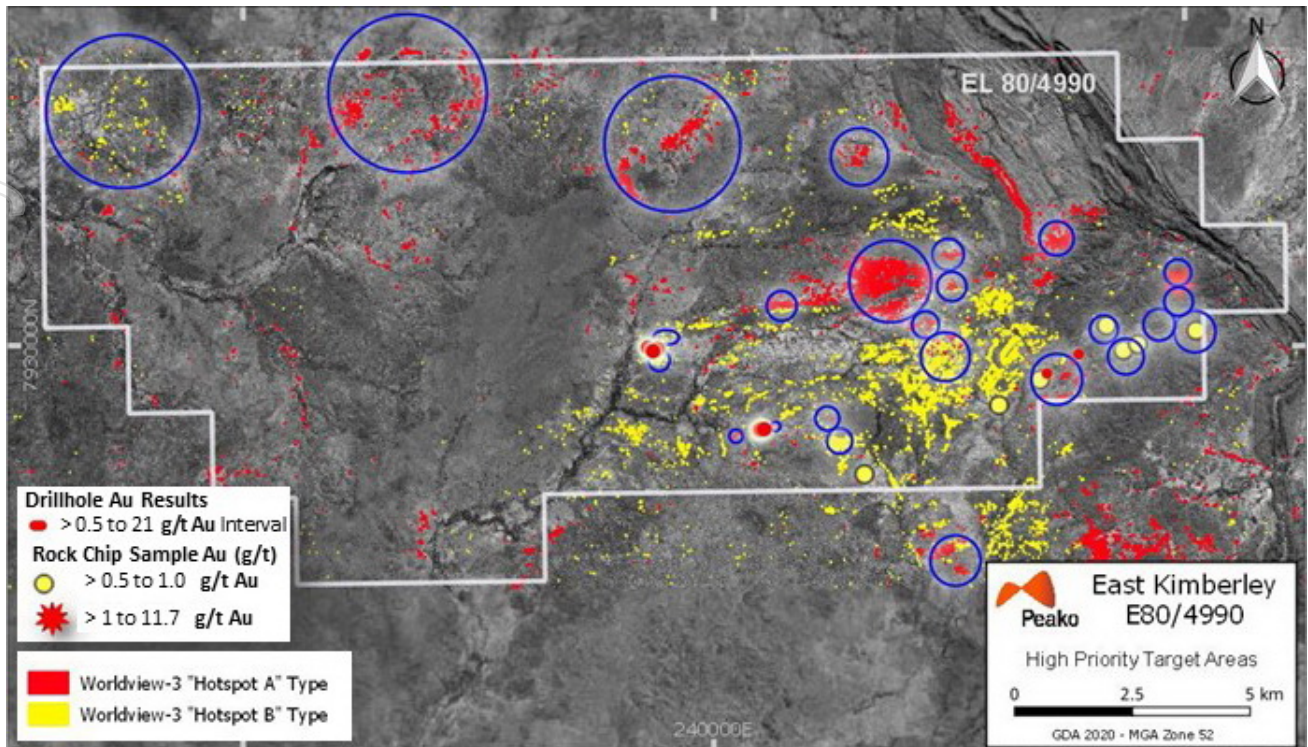 N
EL 80/4990
7930000N
Drillhole Au Results
> 0.5 to 21 g/t Au Interval
Rock Chip Sample Au (g/t)
> 0.5 to 1.0 g/t Au
> 1 to 11.7 g/t Au
Worldview-3 "Hotspot A" Type
Worldview-3 "Hotspot B" Type
240000E
Peako
East Kimberley
E80/4990
High Priority Target Areas
0 2.5 5 km
GDA 2020 - MGA Zone 52